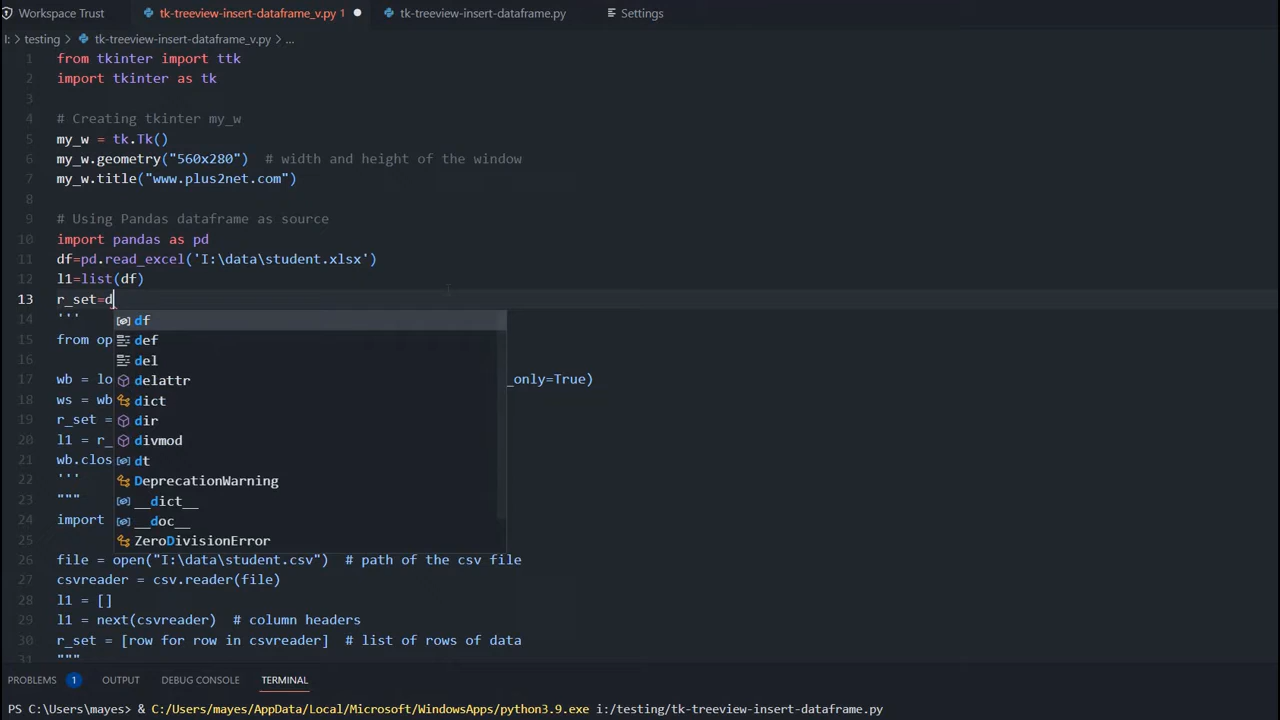 Workspace Trust tk-treeview-insert-dataframe_v.py 1 tk-treeview-insert-dataframe.py Settings
I: > testing > tk-treeview-insert-dataframe_v.py > ...
1 from tkinter import ttk
2 import tkinter as tk
3
4 # Creating tkinter my_w
5 my_w = tk.Tk()
6 my_w.geometry("560x280")  # width and height of the window
7 my_w.title("www.plus2net.com")
8
9 # Using Pandas dataframe as source
10 import pandas as pd
11 df=pd.read_excel('I:\data\student.xlsx')
12 l1=list(df)
13 r_set=d
14 '''
df
15 from op
def
16
del
17 wb = lo _only=True)
delattr
18 ws = wb
dict
19 r_set =
dir
20 l1 = r_
divmod
21 wb.clos
dt
22 '''
DeprecationWarning
23 """
__dict__
24 import
__doc__
25
ZeroDivisionError
26 file = open("I:\data\student.csv")  # path of the csv file
27 csvreader = csv.reader(file)
28 l1 = []
29 l1 = next(csvreader)  # column headers
30 r_set = [row for row in csvreader]  # list of rows of data
31 """
PROBLEMS 1 OUTPUT DEBUG CONSOLE TERMINAL
PS C:\Users\mayes> & C:/Users/mayes/AppData/Local/Microsoft/WindowsApps/python3.9.exe i:/testing/tk-treeview-insert-dataframe.py